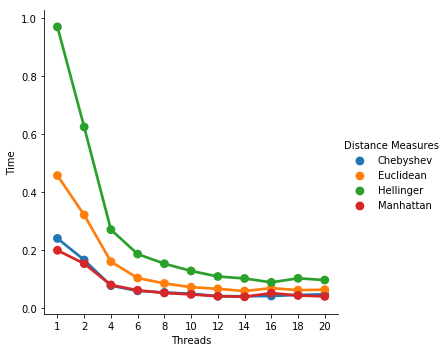 1.0
0.8
0.6
0.4
0.2
0.0
Time
1 2 4 6 8 10 12 14 16 18 20
Threads
Distance Measures
Chebyshev
Euclidean
Hellinger
Manhattan